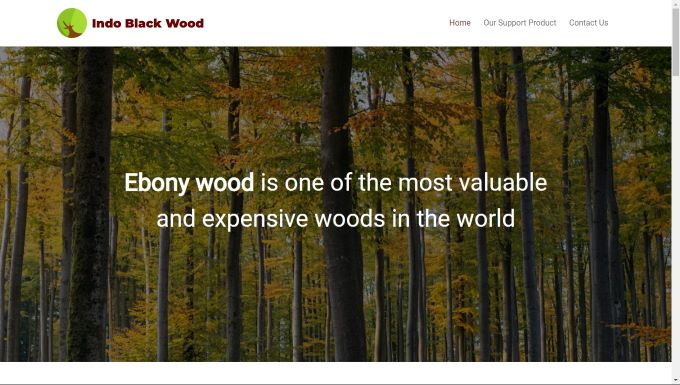 Indo Black Wood
Home Our Support Product Contact Us
Ebony wood is one of the most valuable
and expensive woods in the world